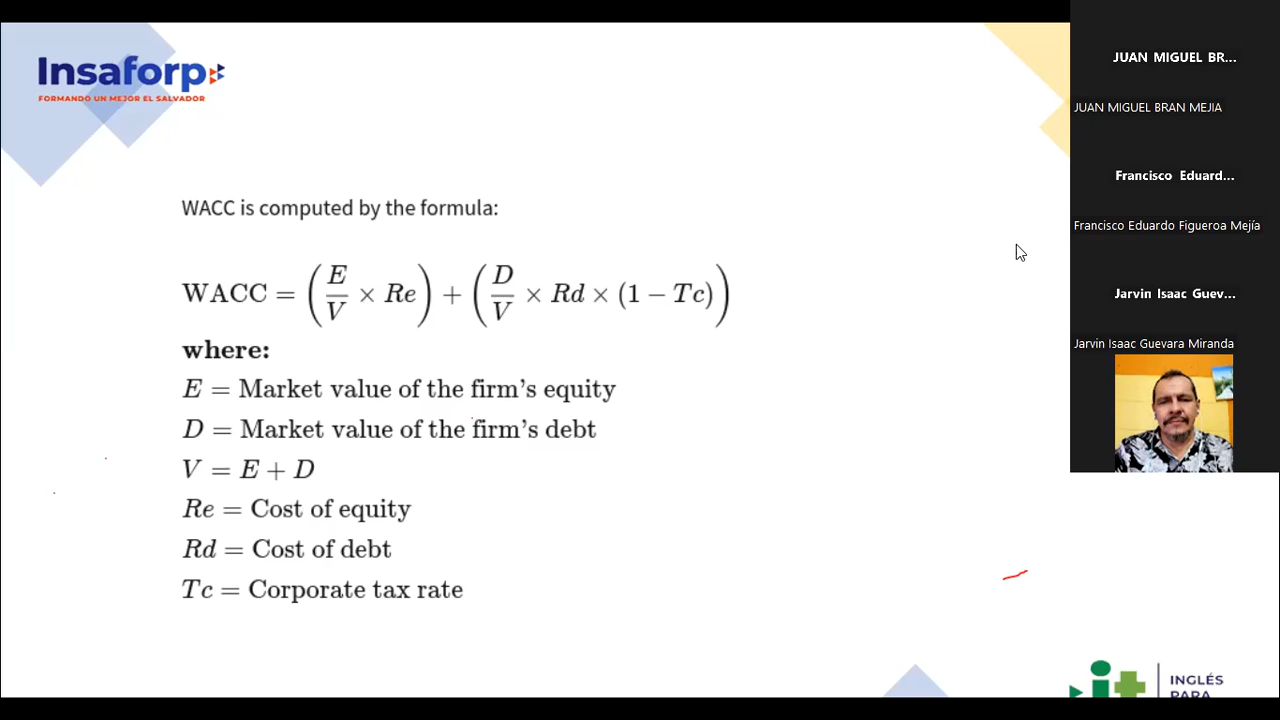 Insaforp
FORMANDO UN MEJOR EL SALVADOR
WACC is computed by the formula:
WACC = (E/V × Re) + (D/V × Rd × (1 − Tc))
where:
E = Market value of the firm's equity
D = Market value of the firm's debt
V = E + D
Re = Cost of equity
Rd = Cost of debt
Tc = Corporate tax rate
JUAN MIGUEL BR...
JUAN MIGUEL BRAN MEJIA
Francisco Eduard...
Francisco Eduardo Figueroa Mejía
Jarvin Isaac Guev...
Jarvin Isaac Guevara Miranda
it
INGLÉS
PARA